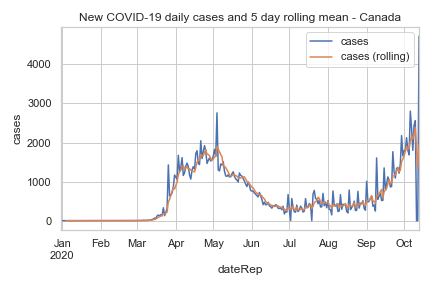 New COVID-19 daily cases and 5 day rolling mean - Canada
cases
cases (rolling)
cases
4000
3000
2000
1000
0
Jan Feb Mar Apr May Jun Jul Aug Sep Oct
2020
dateRep